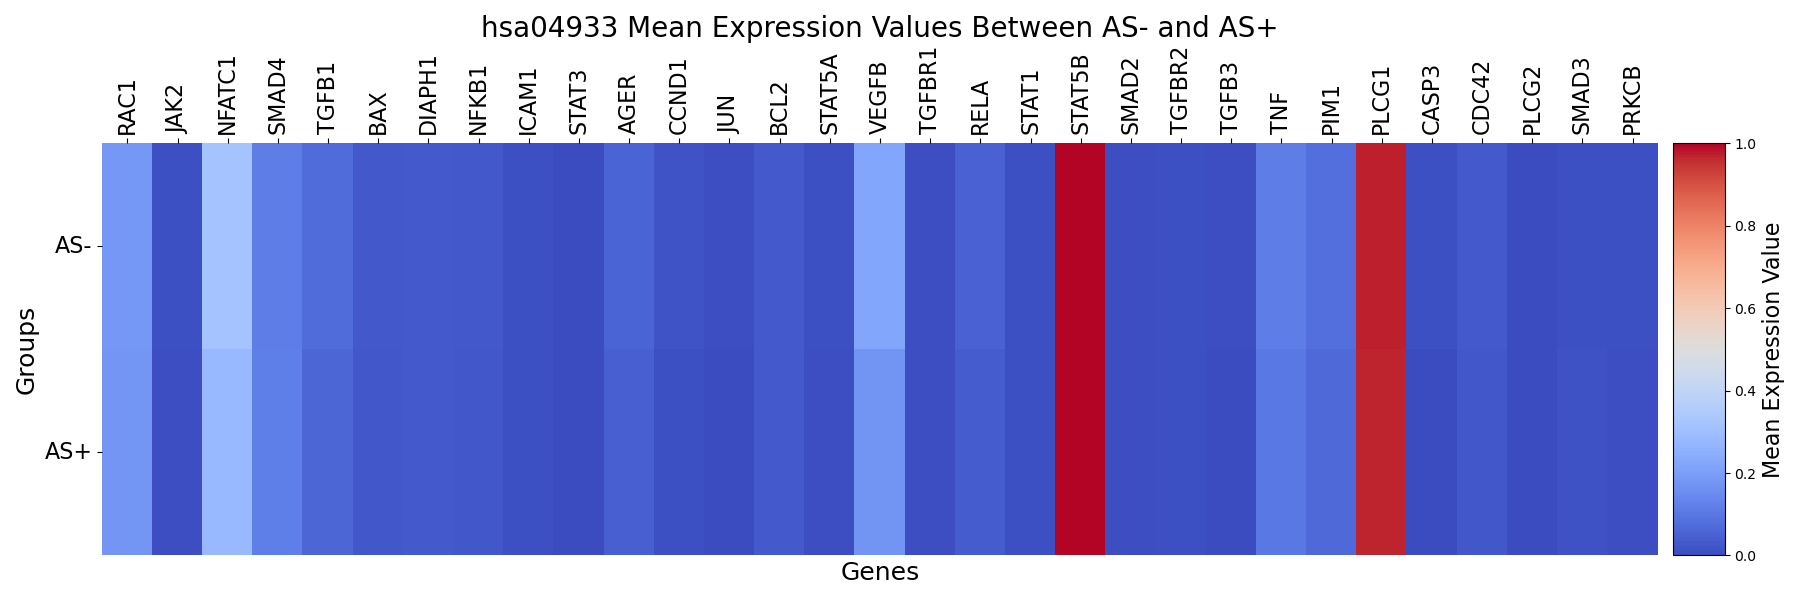 hsa04933 Mean Expression Values Between AS- and AS+
RAC1
JAK2
NFATC1
SMAD4
TGFB1
BAX
DIAPH1
NFKB1
ICAM1
STAT3
AGER
CCND1
JUN
BCL2
STAT5A
VEGFB
TGFBR1
RELA
STAT1
STAT5B
SMAD2
TGFBR2
TGFB3
TNF
PIM1
PLCG1
CASP3
CDC42
PLCG2
SMAD3
PRKCB
AS-
AS+
Groups
Genes
1.0
0.8
0.6
0.4
0.2
0.0
Mean Expression Value